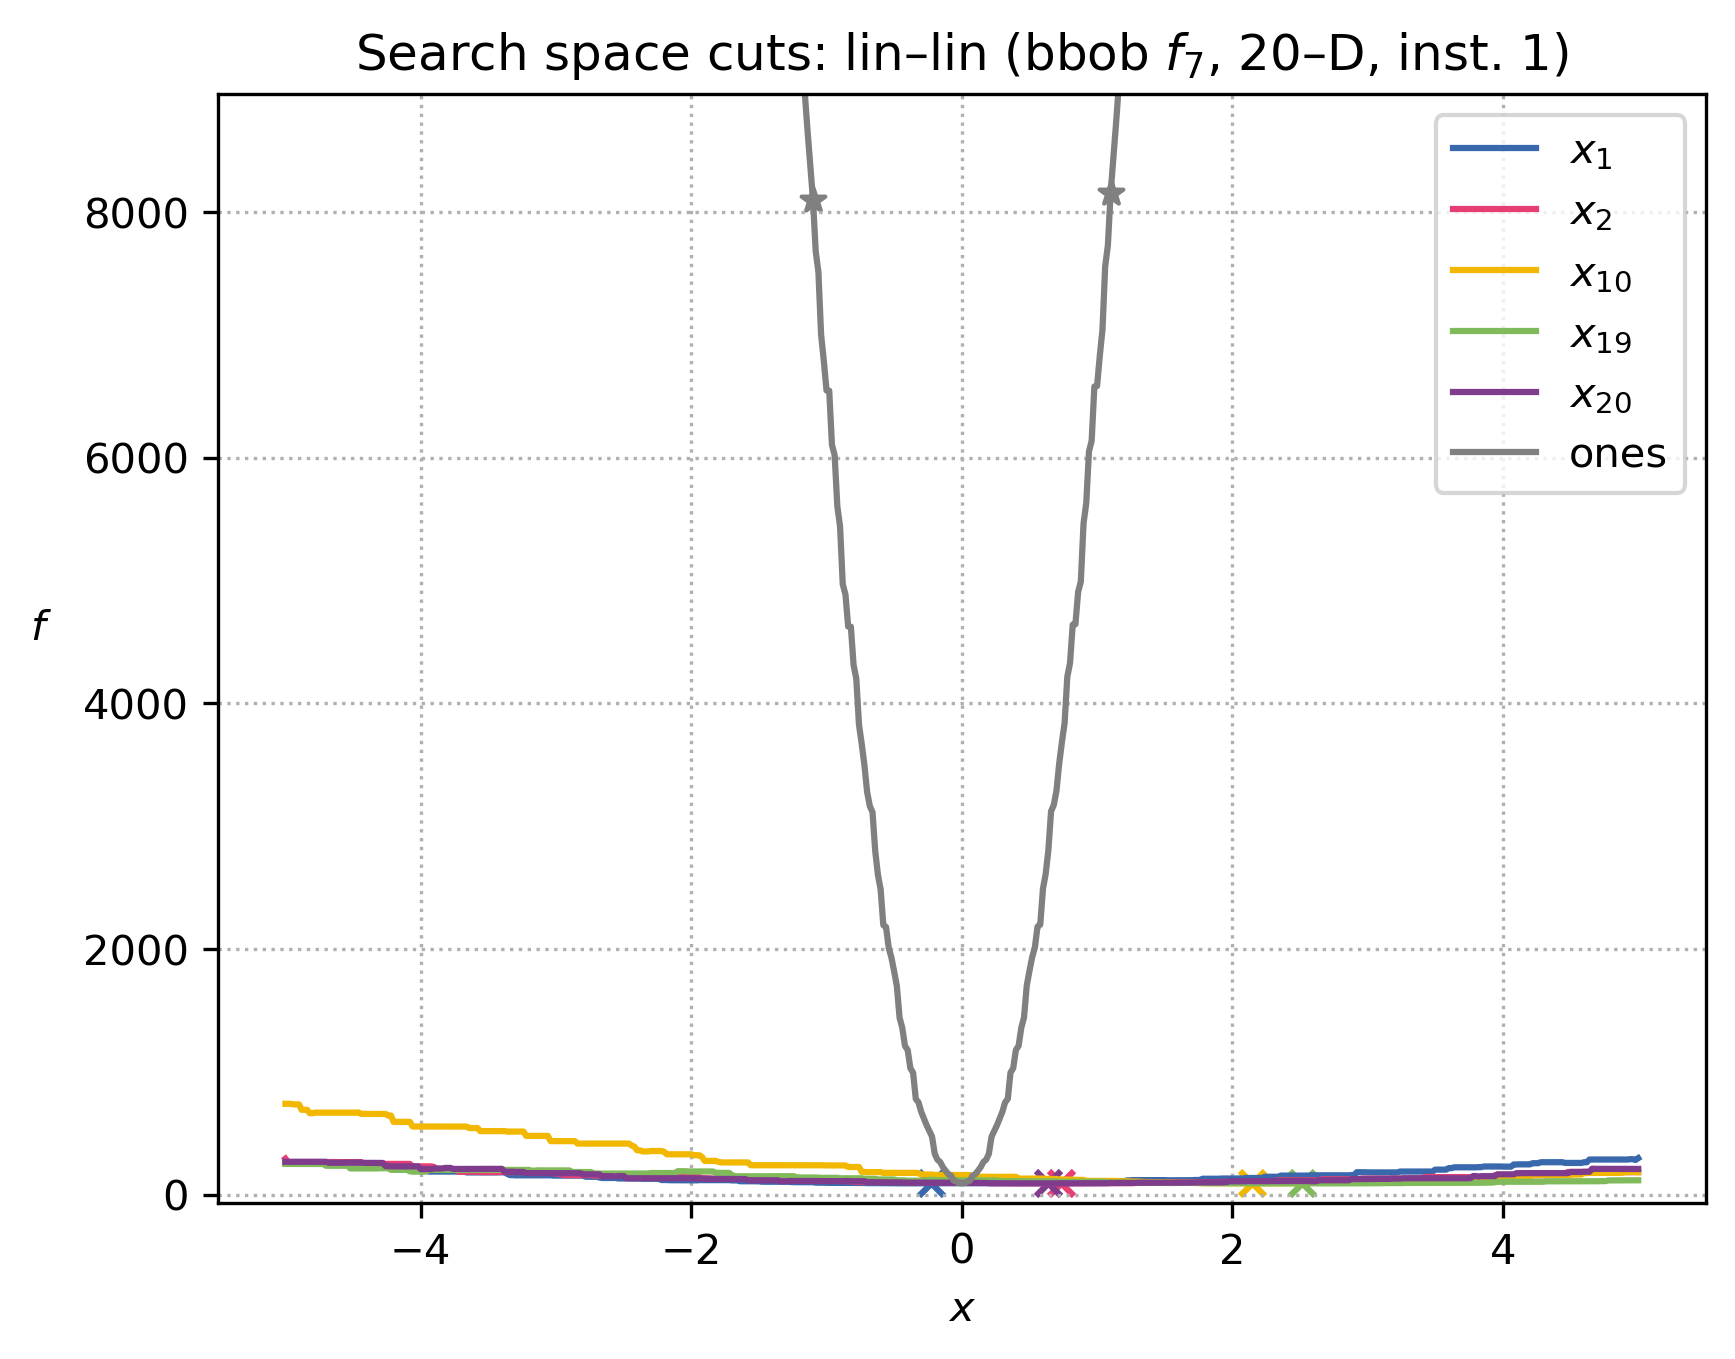 Search space cuts: lin–lin (bbob f₇, 20–D, inst. 1)
x₁
x₂
x₁₀
x₁₉
x₂₀
ones
8000
6000
4000
2000
0
f
−4 −2 0 2 4
x